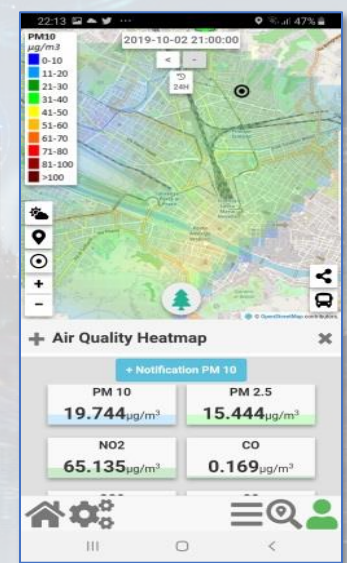 22:13 47%
PM10
µg/m3
2019-10-02 21:00:00
0-10
11-20
21-30
31-40
41-50
51-60
61-70
71-80
81-100
>100
< -
24H
+
-
© OpenStreetMap contributors
+ Air Quality Heatmap ×
+ Notification PM 10
PM 10 PM 2.5
19.744µg/m³ 15.444µg/m³
NO2 CO
65.135µg/m³ 0.169µg/m³